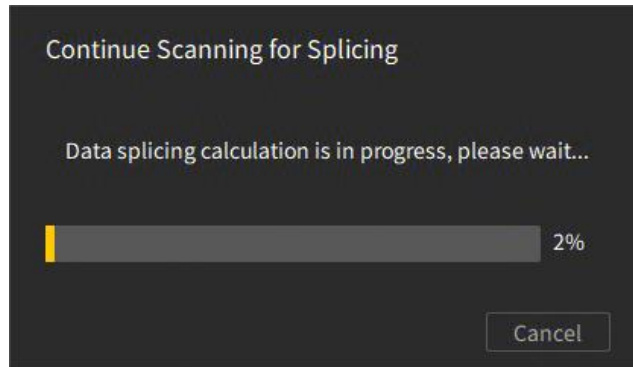 Continue Scanning for Splicing
Data splicing calculation is in progress, please wait...
2%
Cancel